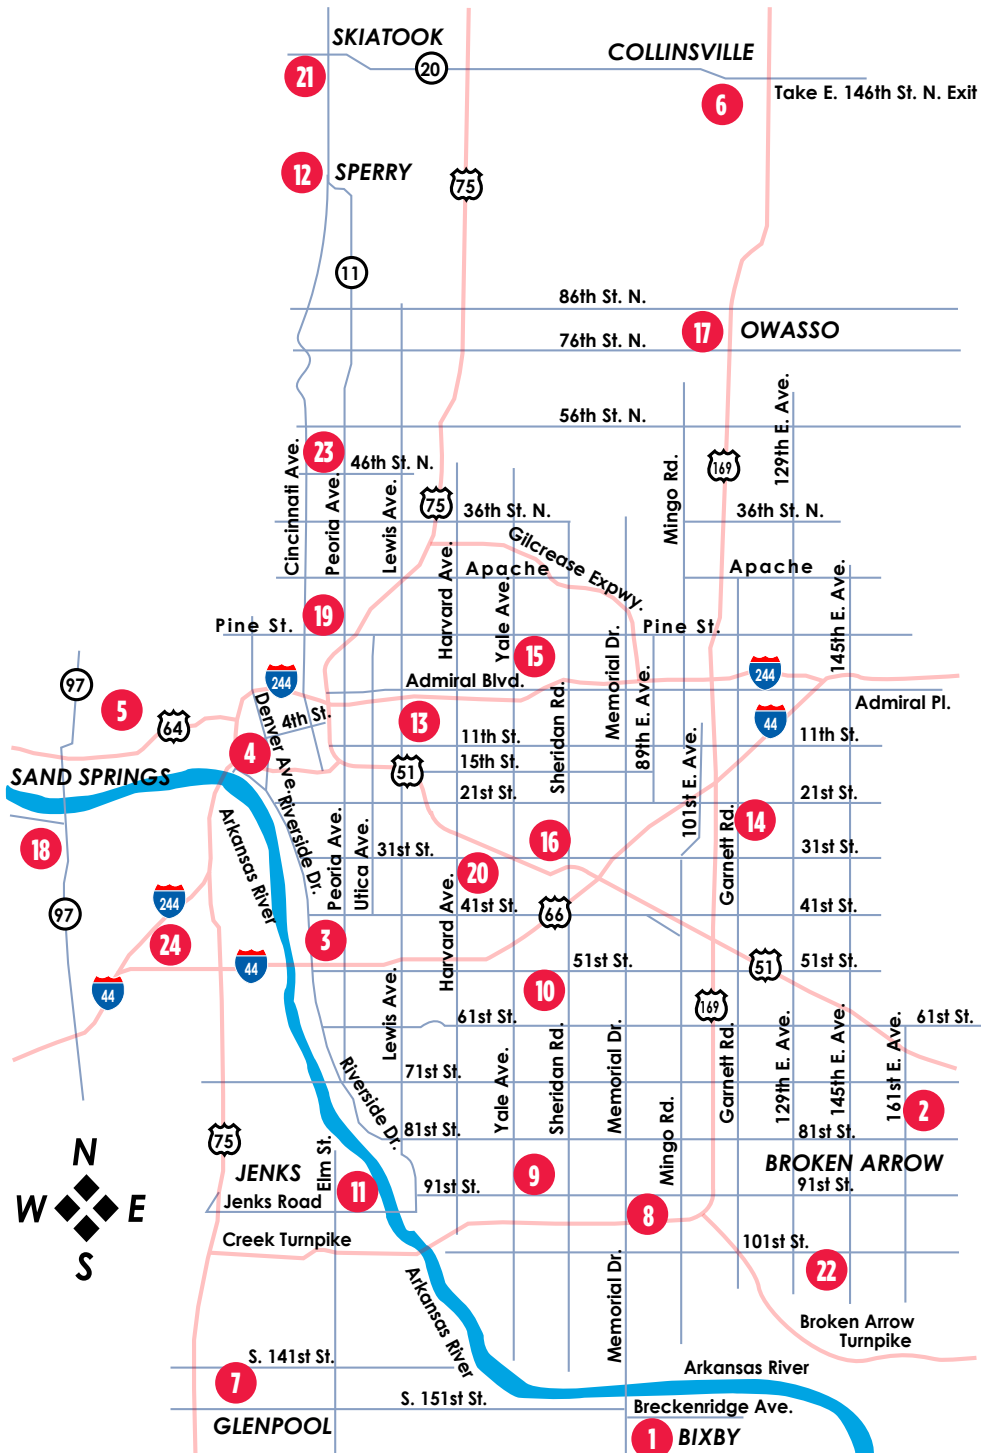 SKIATOOK
COLLINSVILLE
20
21
Take E. 146th St. N. Exit
6
12
SPERRY
75
11
86th St. N.
17
OWASSO
76th St. N.
56th St. N.
129th E. Ave.
Cincinnati Ave.
23
46th St. N.
Peoria Ave.
Lewis Ave.
Mingo Rd.
169
75
36th St. N.
36th St. N.
Gilcrease Expwy.
Harvard Ave.
Apache
Apache
Yale Ave.
145th E. Ave.
19
Pine St.
Pine St.
Memorial Dr.
15
89th E. Ave.
97
244
244
Admiral Blvd.
Admiral Pl.
5
64
Denver Ave.
4th St.
13
44
11th St.
11th St.
Sheridan Rd.
101st E. Ave.
4
15th St.
51
SAND SPRINGS
21st St.
21st St.
Arkansas River
Riverside Dr.
Peoria Ave.
Utica Ave.
14
Garnett Rd.
18
31st St.
16
31st St.
20
Harvard Ave.
97
244
41st St.
66
41st St.
3
24
44
51st St.
51
51st St.
44
10
Lewis Ave.
169
61st St.
61st St.
Riverside Dr.
Yale Ave.
Sheridan Rd.
Memorial Dr.
Garnett Rd.
129th E. Ave.
145th E. Ave.
161st E. Ave.
71st St.
2
Mingo Rd.
75
81st St.
81st St.
N
W
E
S
JENKS
Elm St.
BROKEN ARROW
9
11
91st St.
91st St.
Jenks Road
8
Creek Turnpike
101st St.
22
Arkansas River
Memorial Dr.
Broken Arrow
Turnpike
S. 141st St.
Arkansas River
7
S. 151st St.
Breckenridge Ave.
GLENPOOL
1
BIXBY